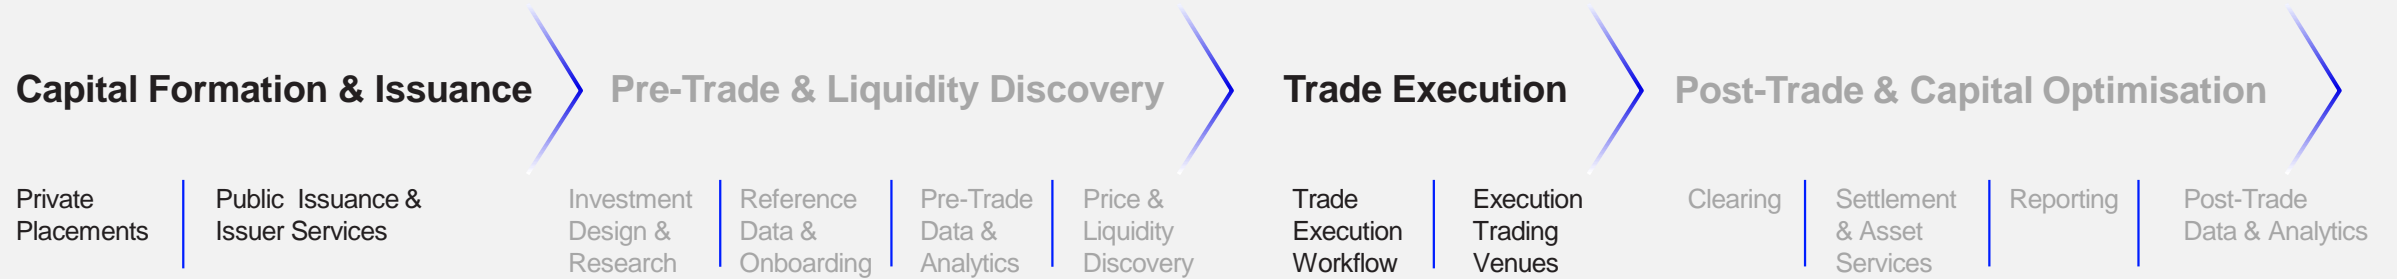 Capital Formation & Issuance
Pre-Trade & Liquidity Discovery
Trade Execution
Post-Trade & Capital Optimisation
Private
Placements
Public Issuance &
Issuer Services
Investment
Design &
Research
Reference
Data &
Onboarding
Pre-Trade
Data &
Analytics
Price &
Liquidity
Discovery
Trade
Execution
Workflow
Execution
Trading
Venues
Clearing
Settlement
& Asset
Services
Reporting
Post-Trade
Data & Analytics